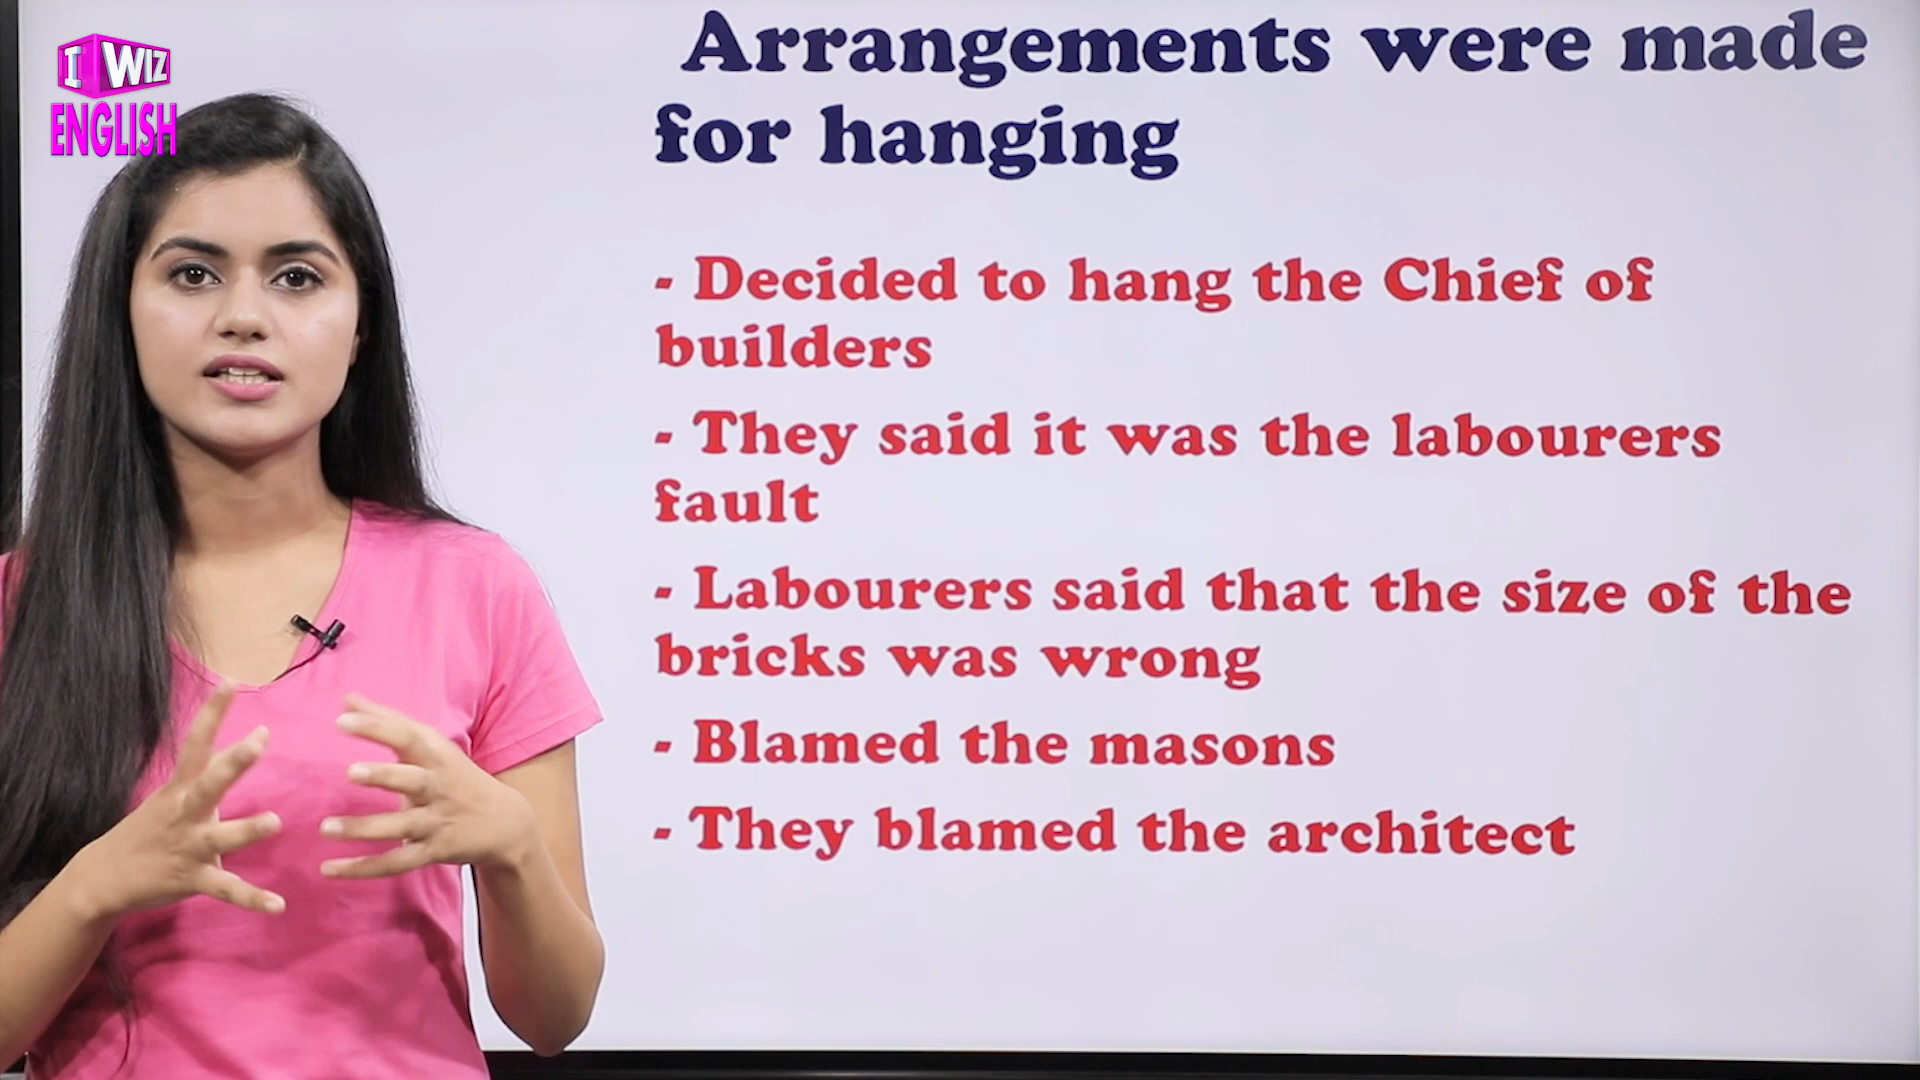 I WIZ
ENGLISH
Arrangements were made
for hanging
- Decided to hang the Chief of
builders
- They said it was the labourers
fault
- Labourers said that the size of the
bricks was wrong
- Blamed the masons
- They blamed the architect